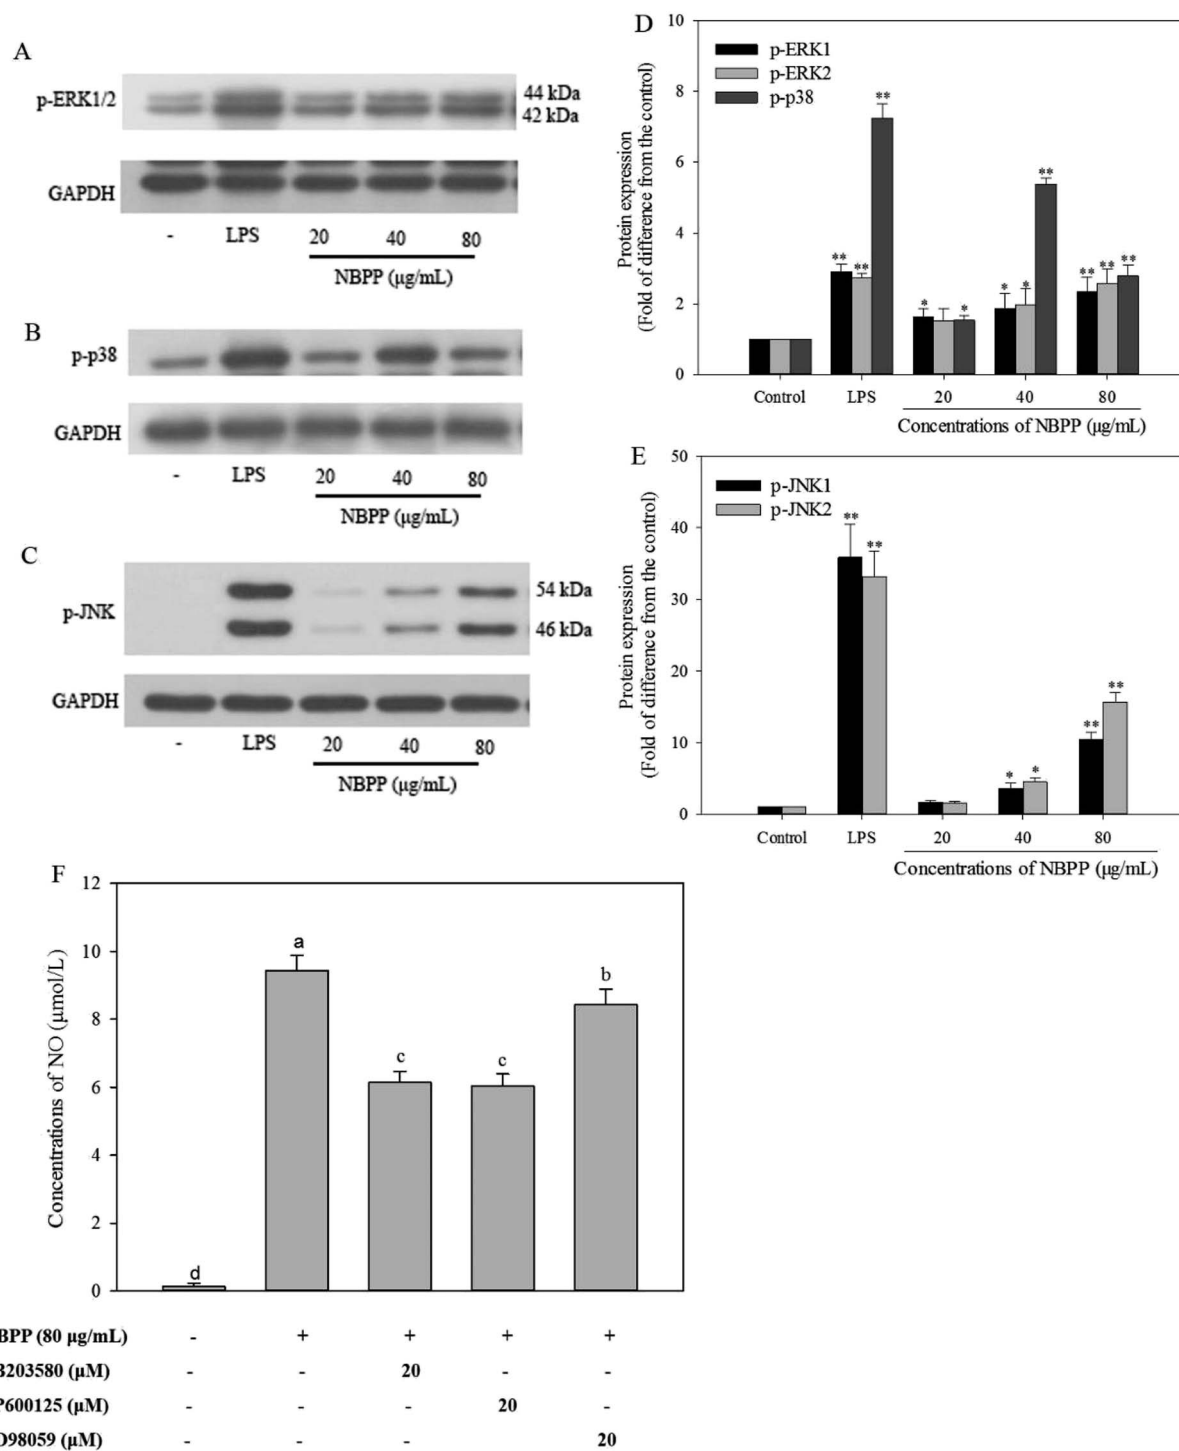 A
p-ERK1/2
44 kDa
42 kDa
GAPDH
- LPS 20 40 80
NBPP (μg/mL)
B
p-p38
GAPDH
- LPS 20 40 80
NBPP (μg/mL)
C
p-JNK
54 kDa
46 kDa
GAPDH
- LPS 20 40 80
NBPP (μg/mL)
D
Protein expression
(Fold of difference from the control)
10
8
6
4
2
0
p-ERK1
p-ERK2
p-p38
** ** **
* *
* * **
** ** **
Control LPS 20 40 80
Concentrations of NBPP (μg/mL)
E
Protein expression
(Fold of difference from the control)
50
40
30
20
10
0
p-JNK1
p-JNK2
** **
* *
** **
Control LPS 20 40 80
Concentrations of NBPP (μg/mL)
F
Concentrations of NO (μmol/L)
12
10
8
6
4
2
0
d a c c b
BPP (80 μg/mL) - + + + +
B203580 (μM) - - 20 - -
P600125 (μM) - - - 20 -
D98059 (μM) - - - 20